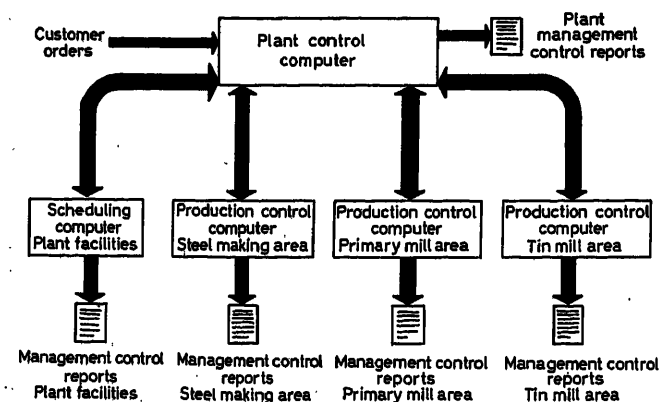 Customer
orders
Plant control
computer
Plant
management
control reports
Scheduling
computer
Plant facilities
Production control
computer
Steel making area
Production control
computer
Primary mill area
Production control
computer
Tin mill area
Management control
reports
Plant facilities
Management control
reports
Steel making area
Management control
reports
Primary mill area
Management control
reports
Tin mill area